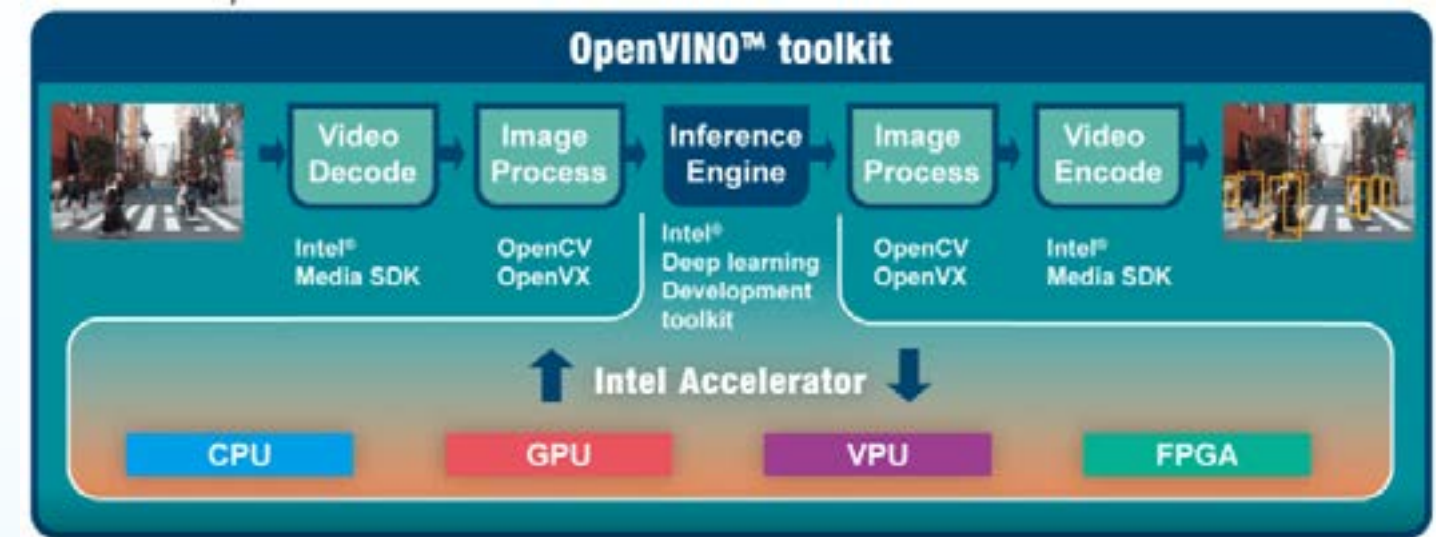 OpenVINO™ toolkit
Video
Decode
Image
Process
Inference
Engine
Image
Process
Video
Encode
Intel®
Media SDK
OpenCV
OpenVX
Intel®
Deep learning
Development
toolkit
OpenCV
OpenVX
Intel®
Media SDK
Intel Accelerator
CPU
GPU
VPU
FPGA